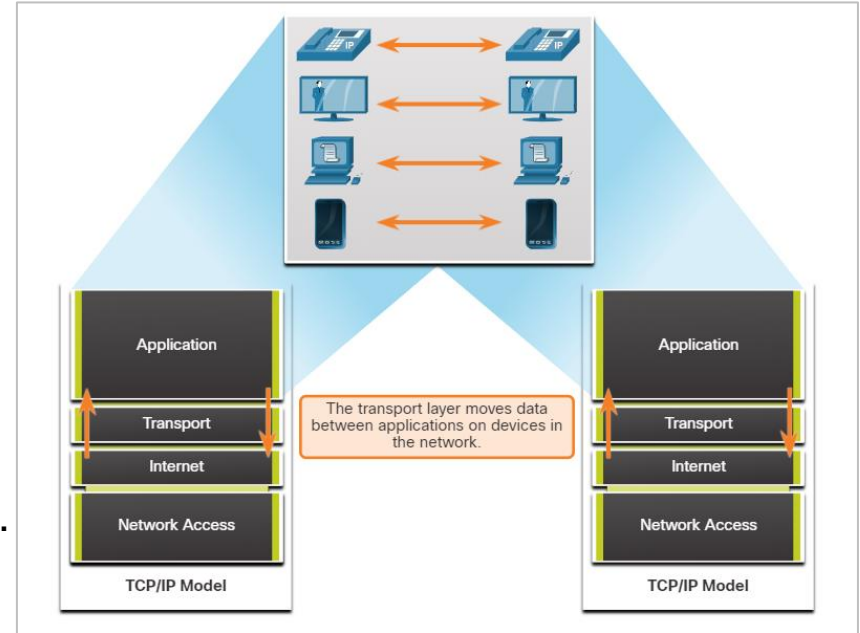 IP
IP
Application
Transport
Internet
Network Access
TCP/IP Model
The transport layer moves data
between applications on devices in
the network.
Application
Transport
Internet
Network Access
TCP/IP Model
.